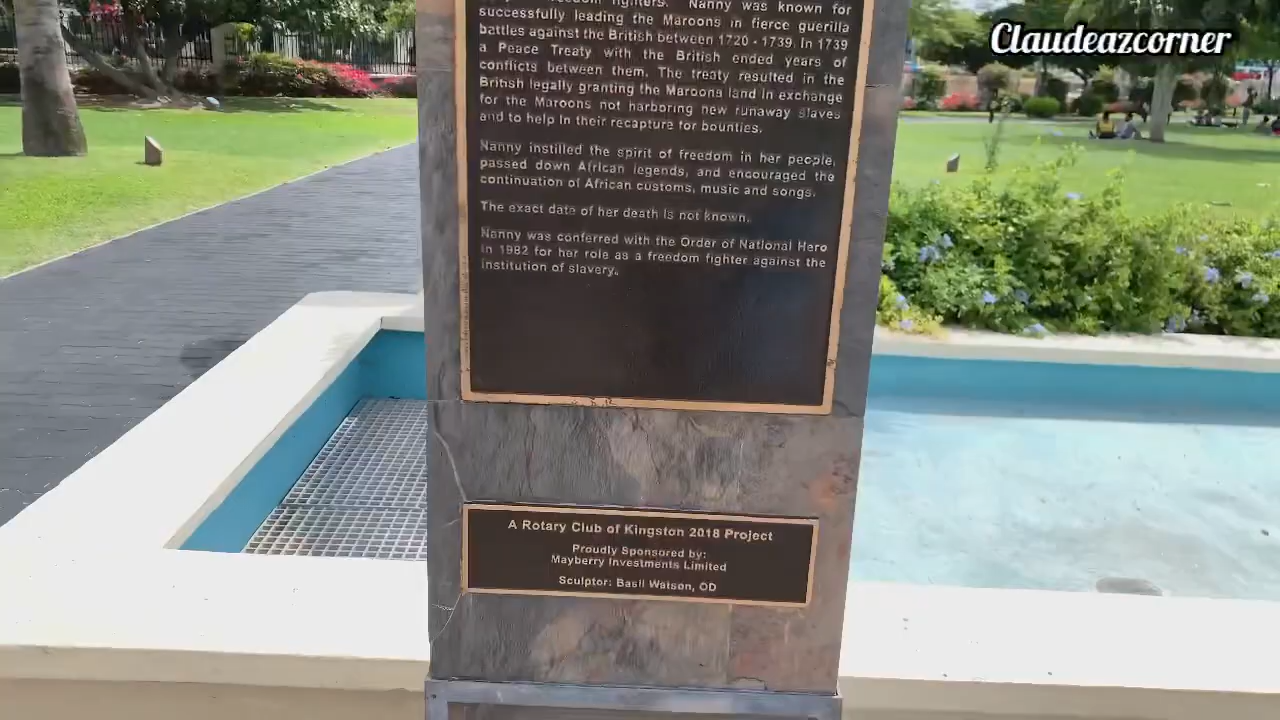 Claudeazcorner
freedom fighters. Nanny was known for
successfully leading the Maroons in fierce guerilla
battles against the British between 1720 - 1739. In 1739
a Peace Treaty with the British ended years of
conflicts between them. The treaty resulted in the
British legally granting the Maroons land in exchange
for the Maroons not harboring new runaway slaves
and to help in their recapture for bounties.
Nanny instilled the spirit of freedom in her people,
passed down African legends, and encouraged the
continuation of African customs, music and songs.
The exact date of her death is not known.
Nanny was conferred with the Order of National Hero
in 1982 for her role as a freedom fighter against the
institution of slavery.
A Rotary Club of Kingston 2018 Project
Proudly Sponsored by:
Mayberry Investments Limited
Sculptor: Basil Watson, OD